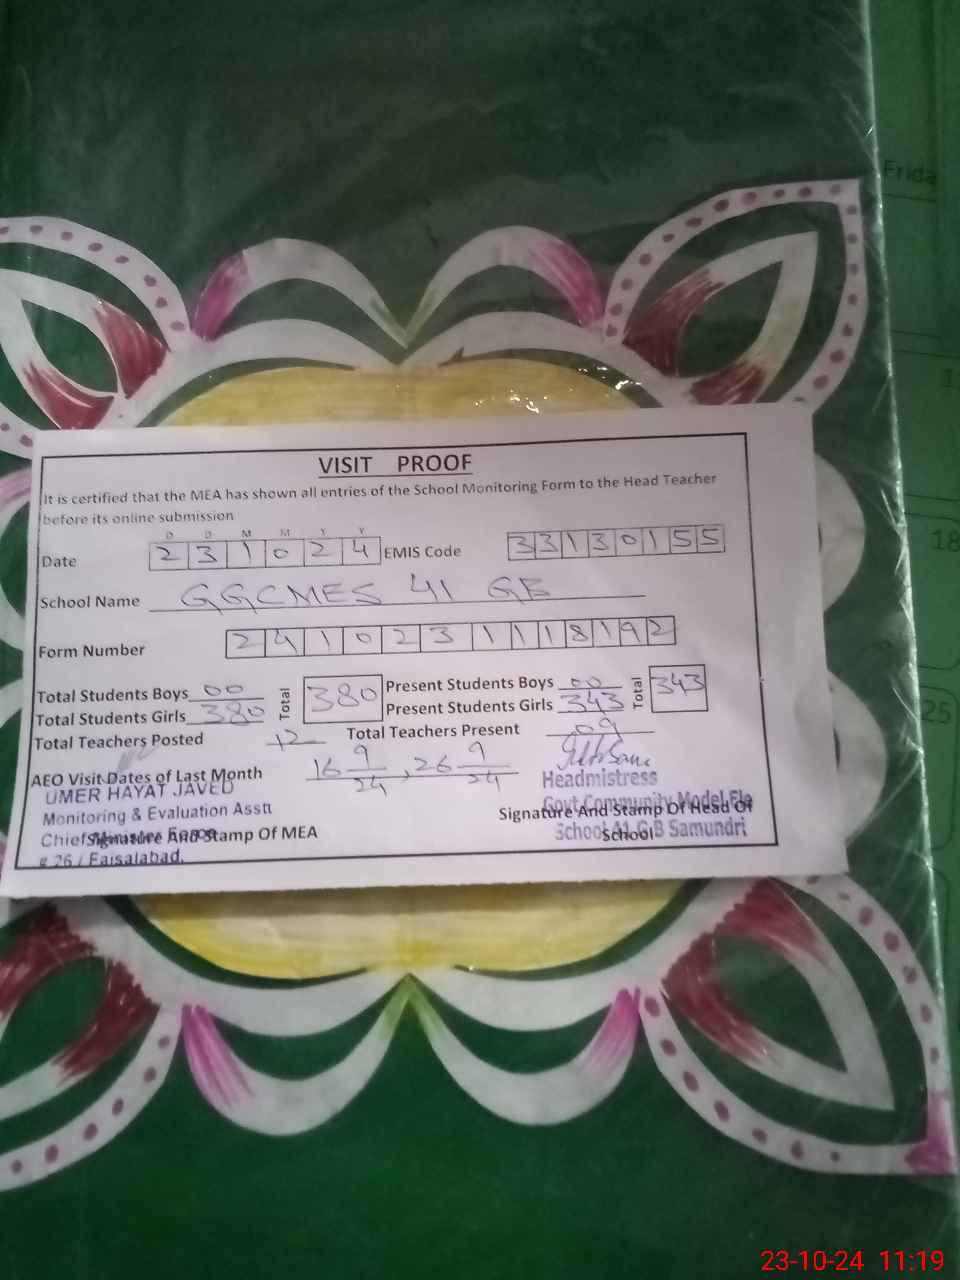 Frida
18
25
VISIT PROOF
It is certified that the MEA has shown all entries of the School Monitoring Form to the Head Teacher
before its online submission
D D M M Y Y
Date 2 3 1 0 2 4 EMIS Code 3 3 1 3 0 1 5 5
School Name GGCMES 41 GB
Form Number 2 4 1 0 2 3 1 1 1 8 1 9 2
Total Students Boys 00 Total 380 Present Students Boys 00 Total 343
Total Students Girls 380 Present Students Girls 343
Total Teachers Posted 12 Total Teachers Present 09
AEO Visit Dates of Last Month 16 9/24, 26 9/24
UMER HAYAT JAVED
Monitoring & Evaluation Asstt
Signature And Stamp Of MEA
# 26 / Faisalabad.
Headmistress
Govt Community Model Ele
Signature And Stamp Of Head Of
School
School 41 G.B Samundri
23-10-24 11:19